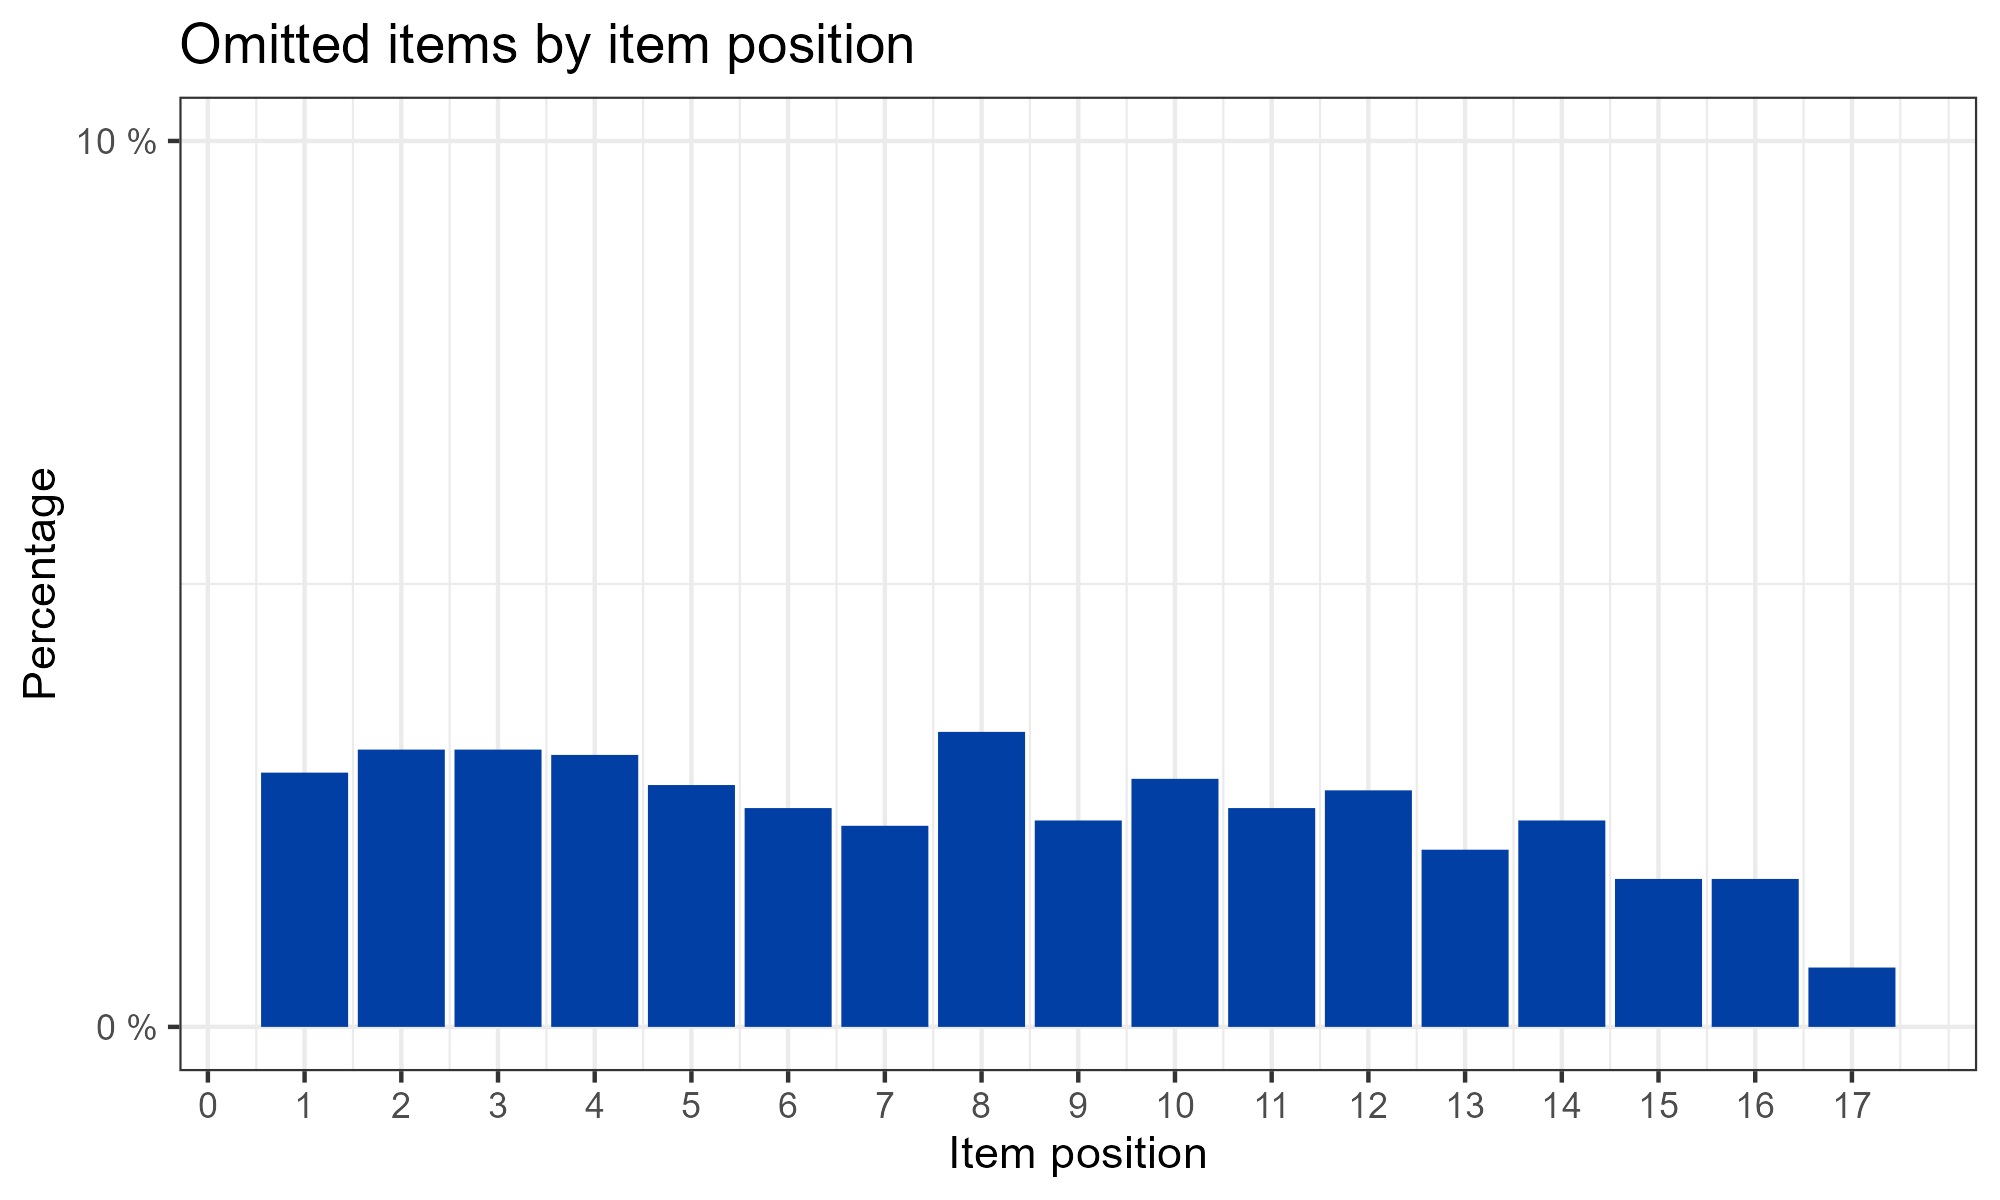 Omitted items by item position
10 %
0 %
Percentage
0 1 2 3 4 5 6 7 8 9 10 11 12 13 14 15 16 17
Item position